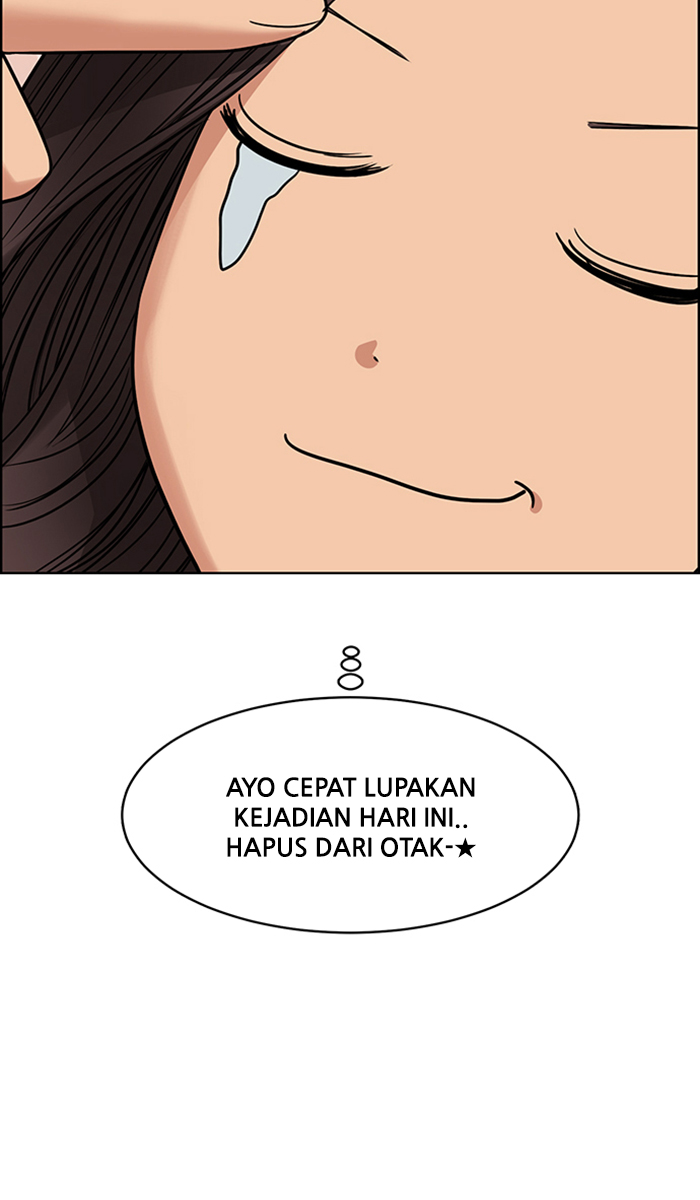 AYO CEPAT LUPAKAN
KEJADIAN HARI INI..
HAPUS DARI OTAK-★